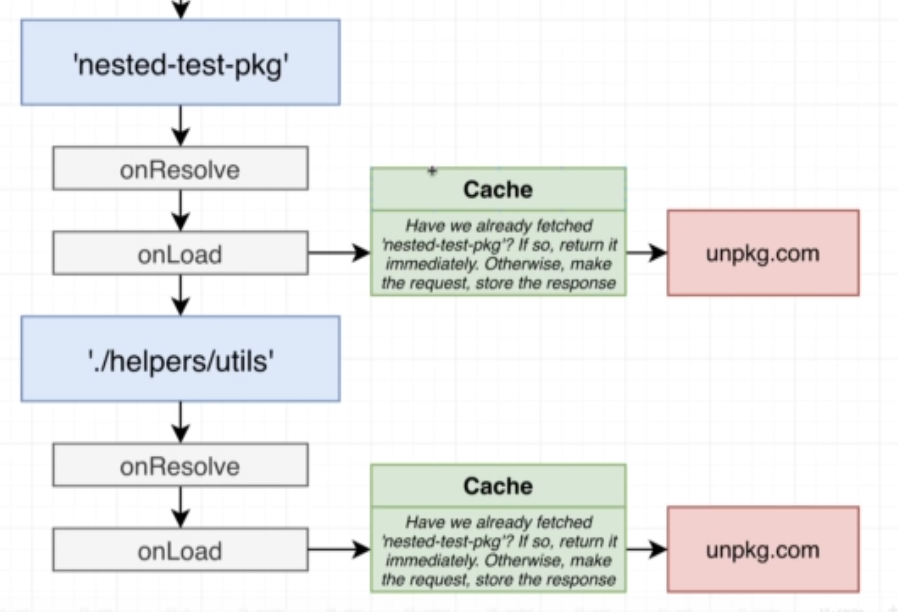 'nested-test-pkg'
onResolve
onLoad
Cache
Have we already fetched
'nested-test-pkg'? If so, return it
immediately. Otherwise, make
the request, store the response
unpkg.com
'./helpers/utils'
onResolve
onLoad
Cache
Have we already fetched
'nested-test-pkg'? If so, return it
immediately. Otherwise, make
the request, store the response
unpkg.com